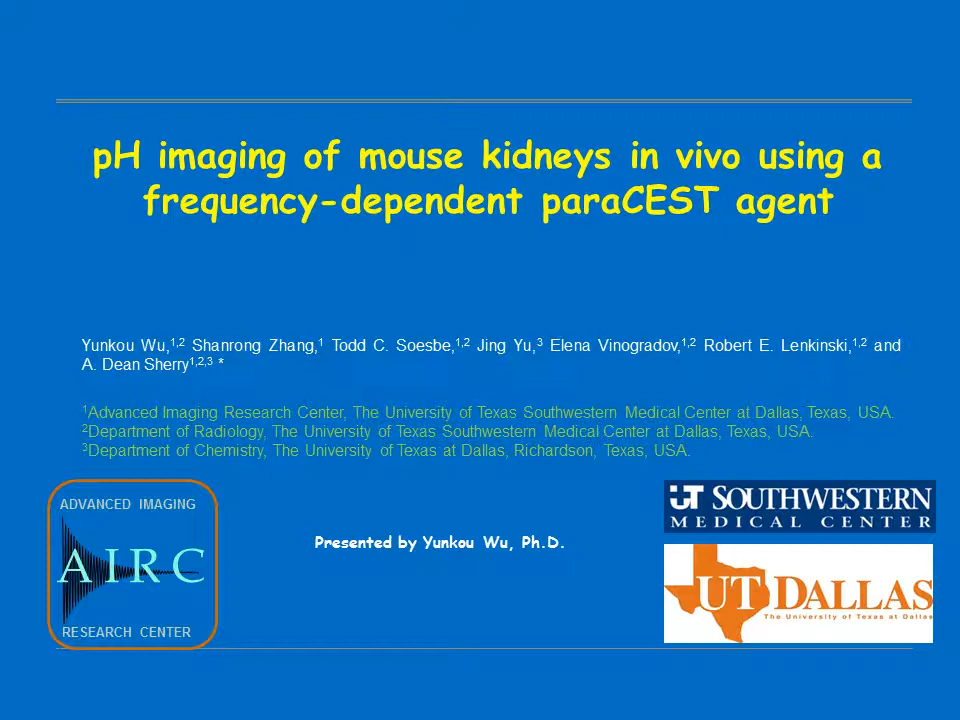 pH imaging of mouse kidneys in vivo using a
frequency-dependent paraCEST agent
Yunkou Wu,1,2 Shanrong Zhang,1 Todd C. Soesbe,1,2 Jing Yu,3 Elena Vinogradov,1,2 Robert E. Lenkinski,1,2 and
A. Dean Sherry1,2,3 *
1Advanced Imaging Research Center, The University of Texas Southwestern Medical Center at Dallas, Texas, USA.
2Department of Radiology, The University of Texas Southwestern Medical Center at Dallas, Texas, USA.
3Department of Chemistry, The University of Texas at Dallas, Richardson, Texas, USA.
ADVANCED IMAGING
AIRC
RESEARCH CENTER
Presented by Yunkou Wu, Ph.D.
UT SOUTHWESTERN
MEDICAL CENTER
UT DALLAS
The University of Texas at Dallas